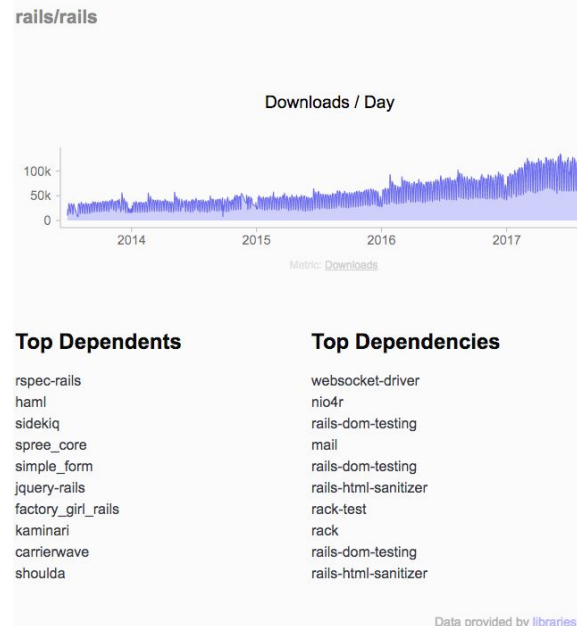 rails/rails
Downloads / Day
100k
50k
0
2014 2015 2016 2017
Metric: Downloads
Top Dependents
rspec-rails
haml
sidekiq
spree_core
simple_form
jquery-rails
factory_girl_rails
kaminari
carrierwave
shoulda
Top Dependencies
websocket-driver
nio4r
rails-dom-testing
mail
rails-dom-testing
rails-html-sanitizer
rack-test
rack
rails-dom-testing
rails-html-sanitizer
Data provided by libraries